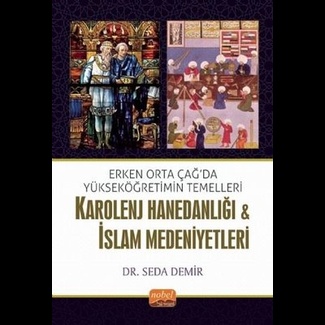 ERKEN ORTA ÇAĞ'DA
YÜKSEKÖĞRETİMİN TEMELLERİ
KAROLENJ HANEDANLIĞI &
İSLAM MEDENİYETLERİ
DR. SEDA DEMİR
nobel